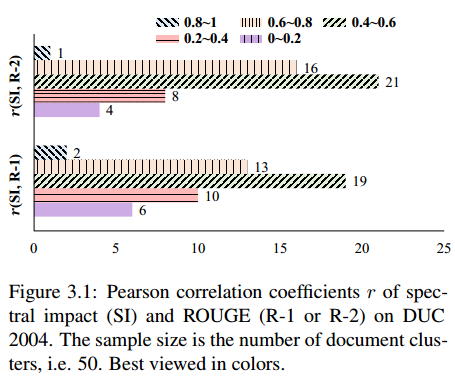 0.8~1 0.6~0.8 0.4~0.6
0.2~0.4 0~0.2
r(SI, R-2)
1
16
21
8
4
r(SI, R-1)
2
13
19
10
6
0 5 10 15 20 25
Figure 3.1: Pearson correlation coefficients r of spec-
tral impact (SI) and ROUGE (R-1 or R-2) on DUC
2004. The sample size is the number of document clus-
ters, i.e. 50. Best viewed in colors.